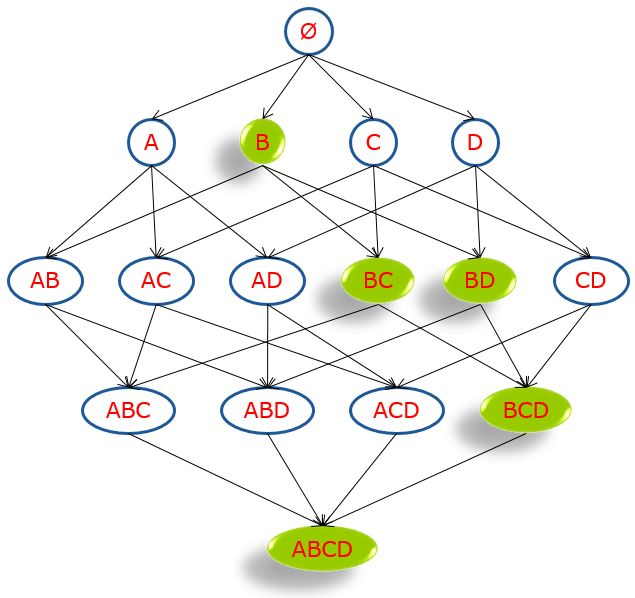 Ø
A B C D
AB AC AD BC BD CD
ABC ABD ACD BCD
ABCD